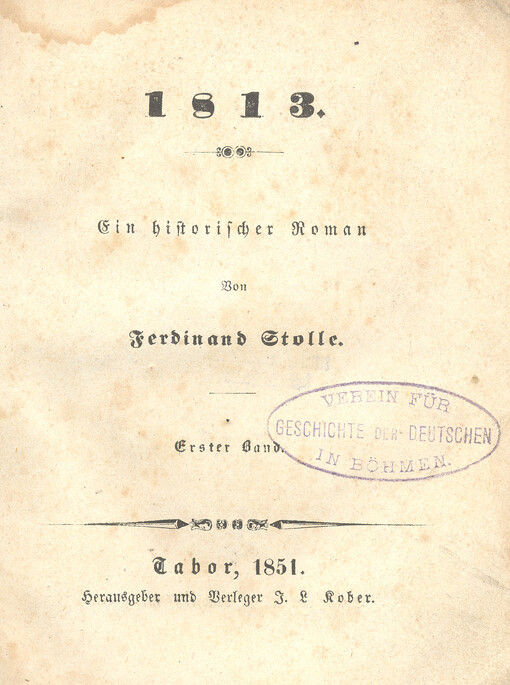 1813.
Ein historischer Roman
Von
Ferdinand Stolle.
Erster Band.
VEREIN FÜR
GESCHICHTE DER DEUTSCHEN
IN BÖHMEN.
Tabor, 1851.
Herausgeber und Verleger J. L Kober.